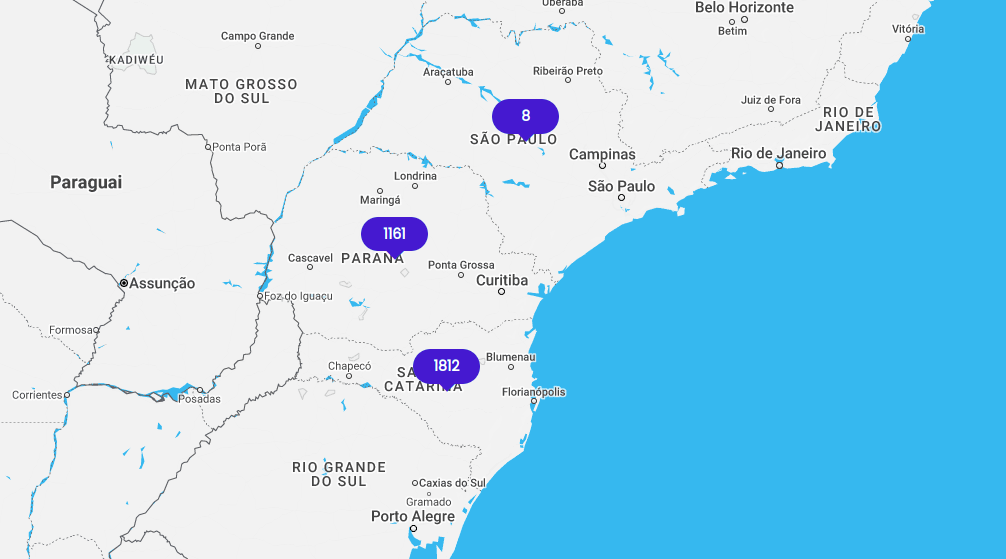 Uberaba
Belo Horizonte
Betim
Vitória
Campo Grande
KADIWÉU
MATO GROSSO
DO SUL
Araçatuba
Ribeirão Preto
Juiz de Fora
RIO DE
JANEIRO
8
SÃO PAULO
Ponta Porã
Campinas
Rio de Janeiro
Paraguai
Londrina
São Paulo
Maringá
1161
Cascavel
PARANÁ
Ponta Grossa
Assunção
Curitiba
Foz do Iguaçu
Formosa
Chapecó
1812
Blumenau
SA
CATARINA
Corrientes
Posadas
Florianópolis
RIO GRANDE
DO SUL
Caxias do Sul
Gramado
Porto Alegre